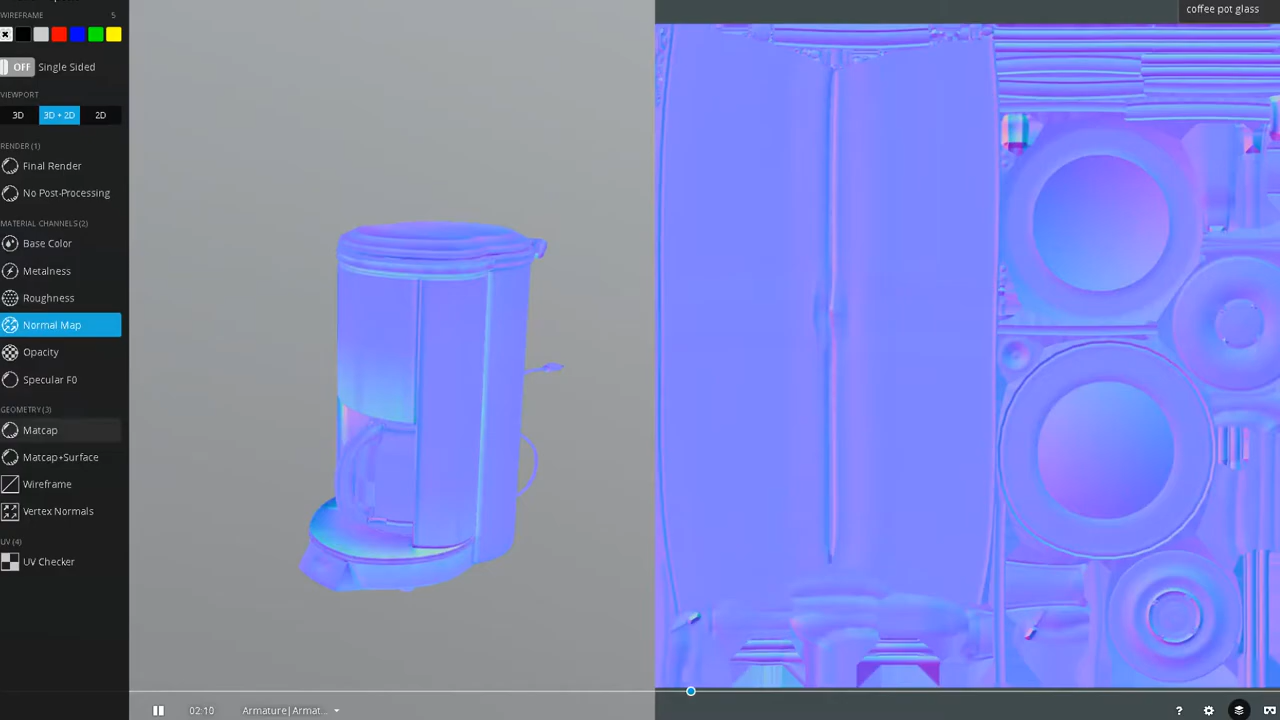 WIREFRAME 5
OFF Single Sided
VIEWPORT
3D 3D + 2D 2D
RENDER (1)
Final Render
No Post-Processing
MATERIAL CHANNELS (2)
Base Color
Metalness
Roughness
Normal Map
Opacity
Specular F0
GEOMETRY (3)
Matcap
Matcap+Surface
Wireframe
Vertex Normals
UV (4)
UV Checker
coffee pot glass
02:10 Armature|Armat...
?